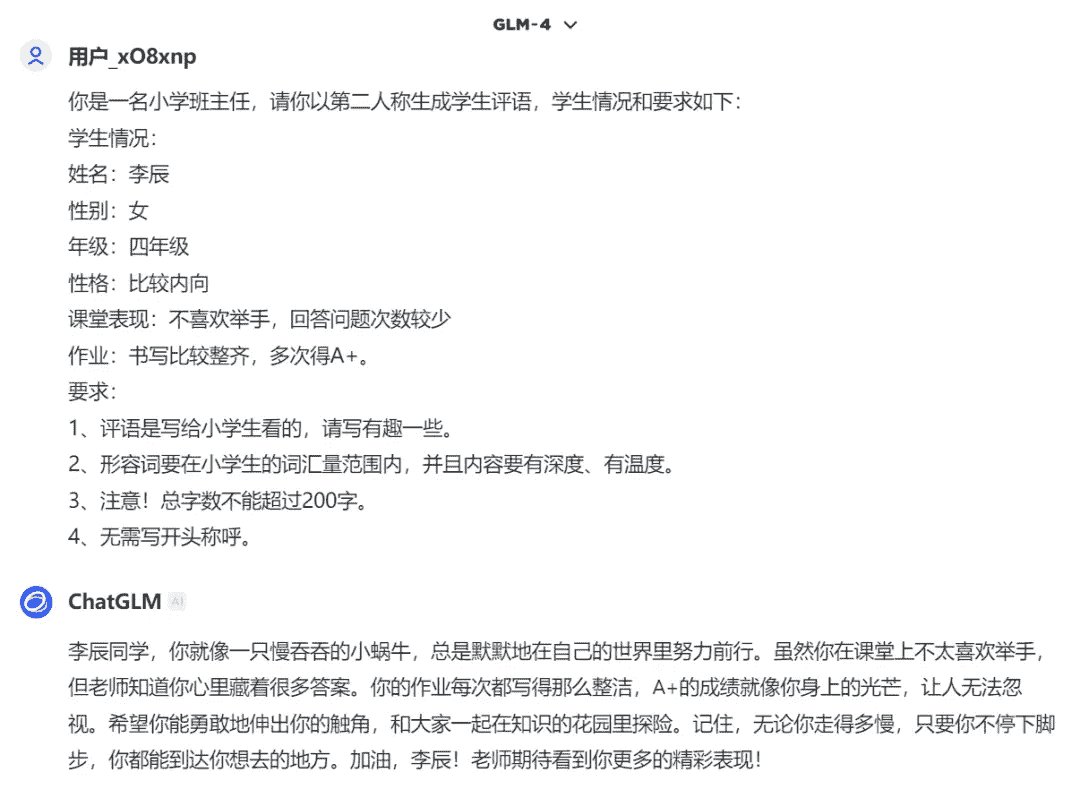 GLM-4
用户_xO8xnp
你是一名小学班主任，请你以第二人称生成学生评语，学生情况和要求如下：
学生情况：
姓名：李辰
性别：女
年级：四年级
性格：比较内向
课堂表现：不喜欢举手，回答问题次数较少
作业：书写比较整齐，多次得A+。
要求：
1、评语是写给小学生看的，请写有趣一些。
2、形容词要在小学生的词汇量范围内，并且内容要有深度、有温度。
3、注意！总字数不能超过200字。
4、无需写开头称呼。
ChatGLM AI
李辰同学，你就像一只慢吞吞的小蜗牛，总是默默地在自己的世界里努力前行。虽然你在课堂上不太喜欢举手，
但老师知道你心里藏着很多答案。你的作业每次都写得那么整洁，A+的成绩就像你身上的光芒，让人无法忽
视。希望你能勇敢地伸出你的触角，和大家一起在知识的花园里探险。记住，无论你走得多慢，只要你不停下脚
步，你都能到达你想去的地方。加油，李辰！老师期待看到你更多的精彩表现！